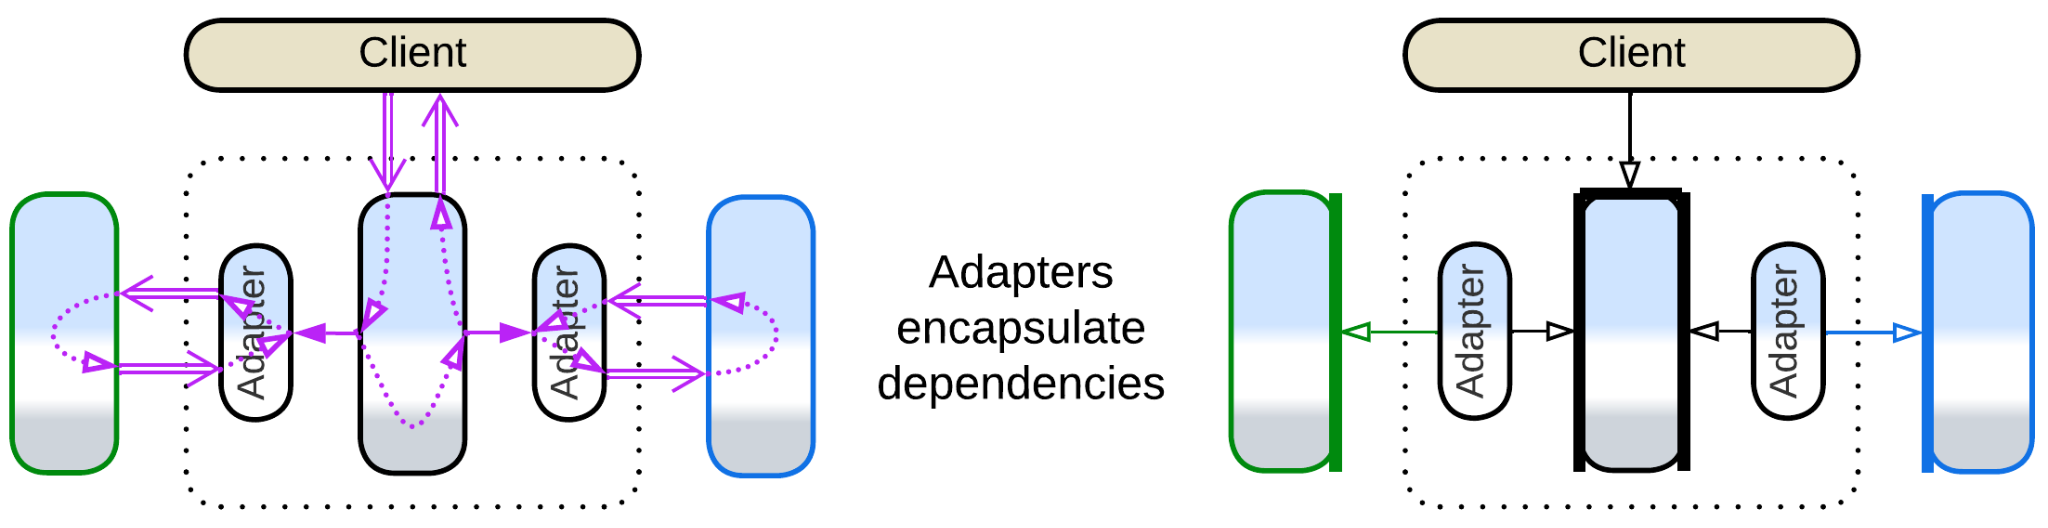 Client
Client
Adapter
Adapter
Adapters
encapsulate
dependencies
Adapter
Adapter